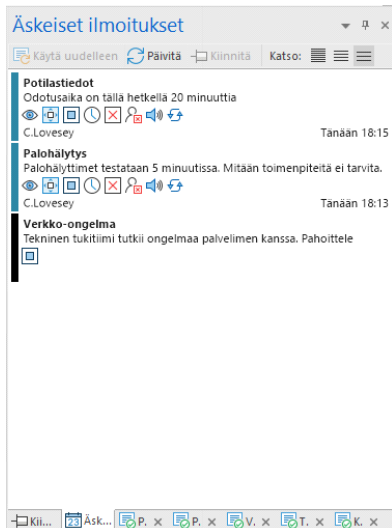 Äskeiset ilmoitukset
Käytä uudelleen Päivitä Kiinnitä Katso:
Potilastiedot
Odotusaika on tällä hetkellä 20 minuuttia
C.Lovesey Tänään 18:15
Palohälytys
Palohälyttimet testataan 5 minuutissa. Mitään toimenpiteitä ei tarvita.
C.Lovesey Tänään 18:13
Verkko-ongelma
Tekninen tukitiimi tutkii ongelmaa palvelimen kanssa. Pahoittele
Kii... 23 Äsk... P. P. V. T. K.